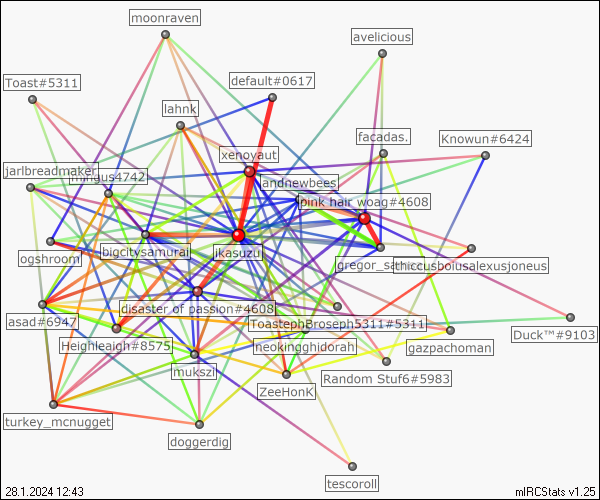 moonraven
avelicious
Toast#5311
default#0617
lahnk
facadas.
Knowun#6424
xenoyaut
jarlbreadmaker
mingus4742
andnewbees
pink hair woag#4608
ogshroom
bigcitysamurai
ikasuzui
gregor_
thiccusboiusalexusjoneus
disaster of passion#4608
asad#6947
ToastephBroseph5311#5311
Duck™#9103
Heighleaigh#8575
neokingghidorah
gazpachoman
mukszi
Random Stuf6#5983
ZeeHonK
turkey_mcnugget
doggerdig
tescoroll
28.1.2024 12:43
mIRCStats v1.25